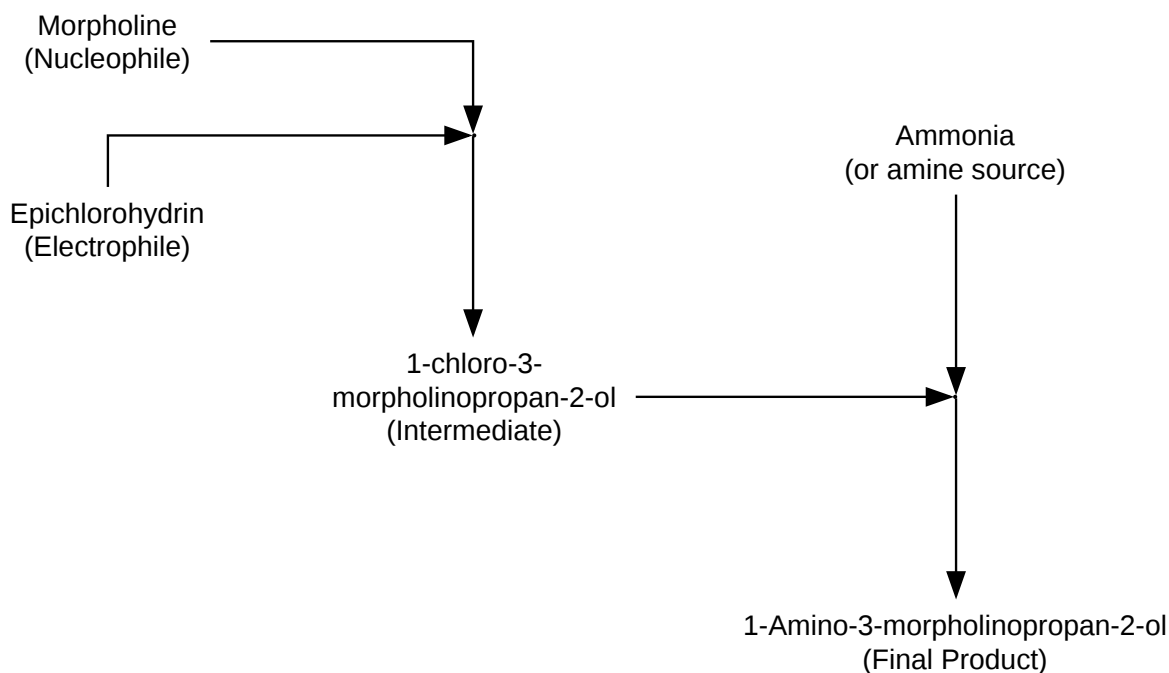 Morpholine
(Nucleophile)
Epichlorohydrin
(Electrophile)
Ammonia
(or amine source)
1-chloro-3-
morpholinopropan-2-ol
(Intermediate)
1-Amino-3-morpholinopropan-2-ol
(Final Product)